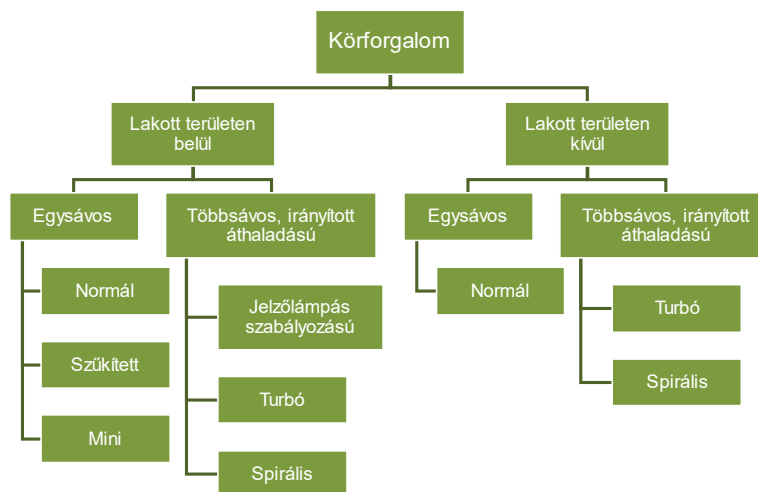 Körforgalom
Lakott területen
belül
Lakott területen
kívül
Egysávos
Többsávos, irányított
áthaladású
Egysávos
Többsávos, irányított
áthaladású
Normál
Szűkített
Mini
Jelzőlámpás
szabályozású
Turbó
Spirális
Normál
Turbó
Spirális